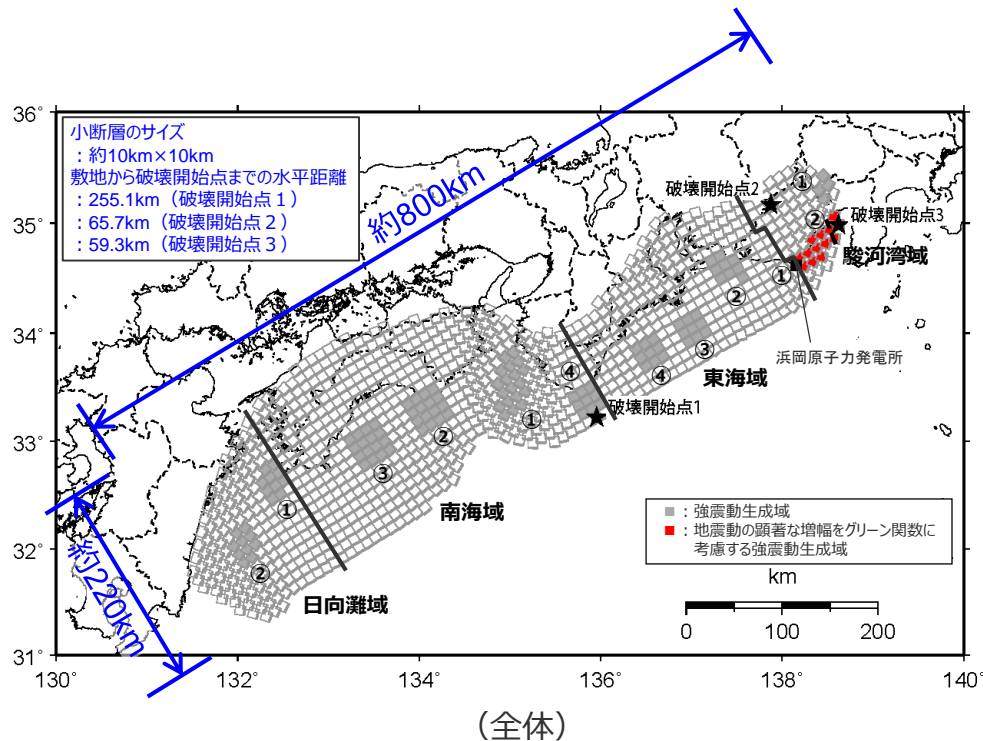 約800km
36°
35°
34°
33°
32°
31°
小断層のサイズ
：約10km×10km
敷地から破壊開始点までの水平距離
：255.1km（破壊開始点１）
：65.7km（破壊開始点２）
：59.3km（破壊開始点３）
破壊開始点2
①
②
破壊開始点3
駿河湾域
①
②
浜岡原子力発電所
③
④
東海域
④
破壊開始点1
①
②
③
南海域
①
②
日向灘域
約220km
■：強震動生成域
■：地震動の顕著な増幅をグリーン関数に
考慮する強震動生成域
km
0 100 200
130° 132° 134° 136° 138° 140°
（全体）